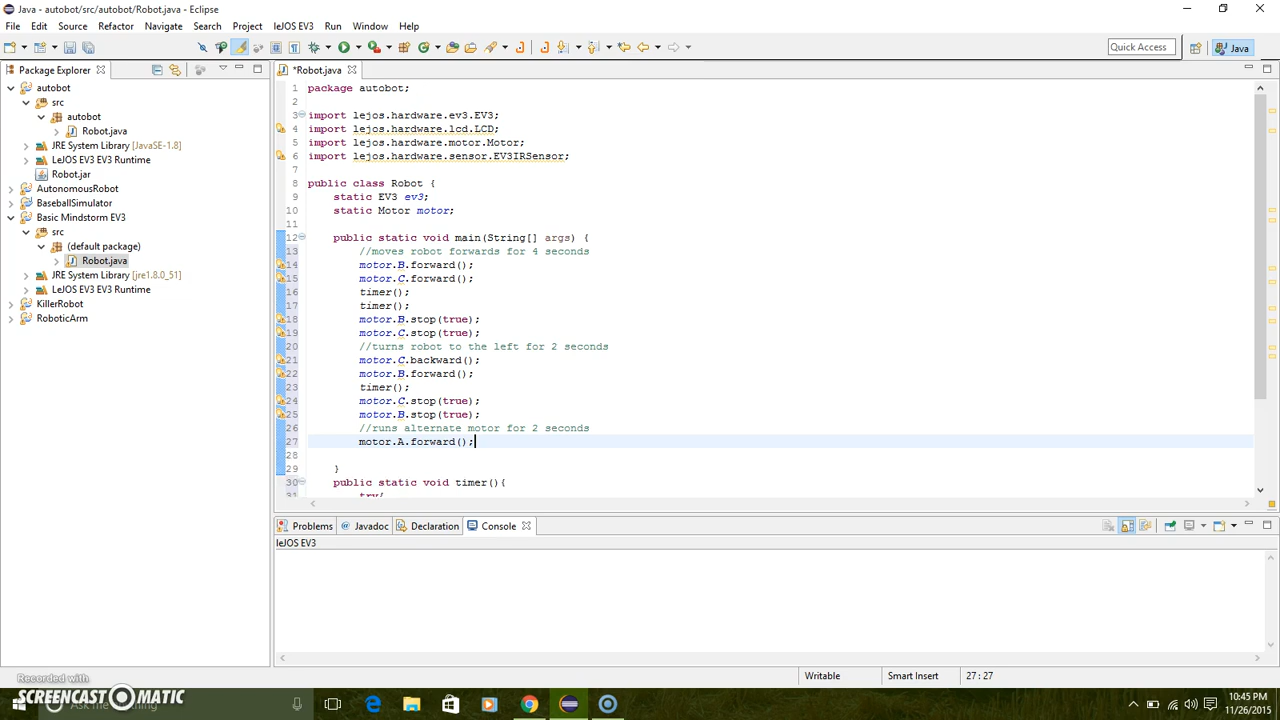 Java - autobot/src/autobot/Robot.java - Eclipse
File Edit Source Refactor Navigate Search Project leJOS EV3 Run Window Help
Quick Access
Java
Package Explorer
autobot
src
autobot
Robot.java
JRE System Library [JavaSE-1.8]
LeJOS EV3 EV3 Runtime
Robot.jar
AutonomousRobot
BaseballSimulator
Basic Mindstorm EV3
src
(default package)
Robot.java
JRE System Library [jre1.8.0_51]
LeJOS EV3 EV3 Runtime
KillerRobot
RoboticArm
*Robot.java
1 package autobot;
2
3 import lejos.hardware.ev3.EV3;
4 import lejos.hardware.lcd.LCD;
5 import lejos.hardware.motor.Motor;
6 import lejos.hardware.sensor.EV3IRSensor;
7
8 public class Robot {
9 static EV3 ev3;
10 static Motor motor;
11
12 public static void main(String[] args) {
13 //moves robot forwards for 4 seconds
14 motor.B.forward();
15 motor.C.forward();
16 timer();
17 timer();
18 motor.B.stop(true);
19 motor.C.stop(true);
20 //turns robot to the left for 2 seconds
21 motor.C.backward();
22 motor.B.forward();
23 timer();
24 motor.C.stop(true);
25 motor.B.stop(true);
26 //runs alternate motor for 2 seconds
27 motor.A.forward();
28
29 }
30 public static void timer(){
31 try{
Problems Javadoc Declaration Console
leJOS EV3
Writable Smart Insert 27 : 27
Recorded with
SCREENCAST MATIC
Ask me anything
10:45 PM
11/26/2015